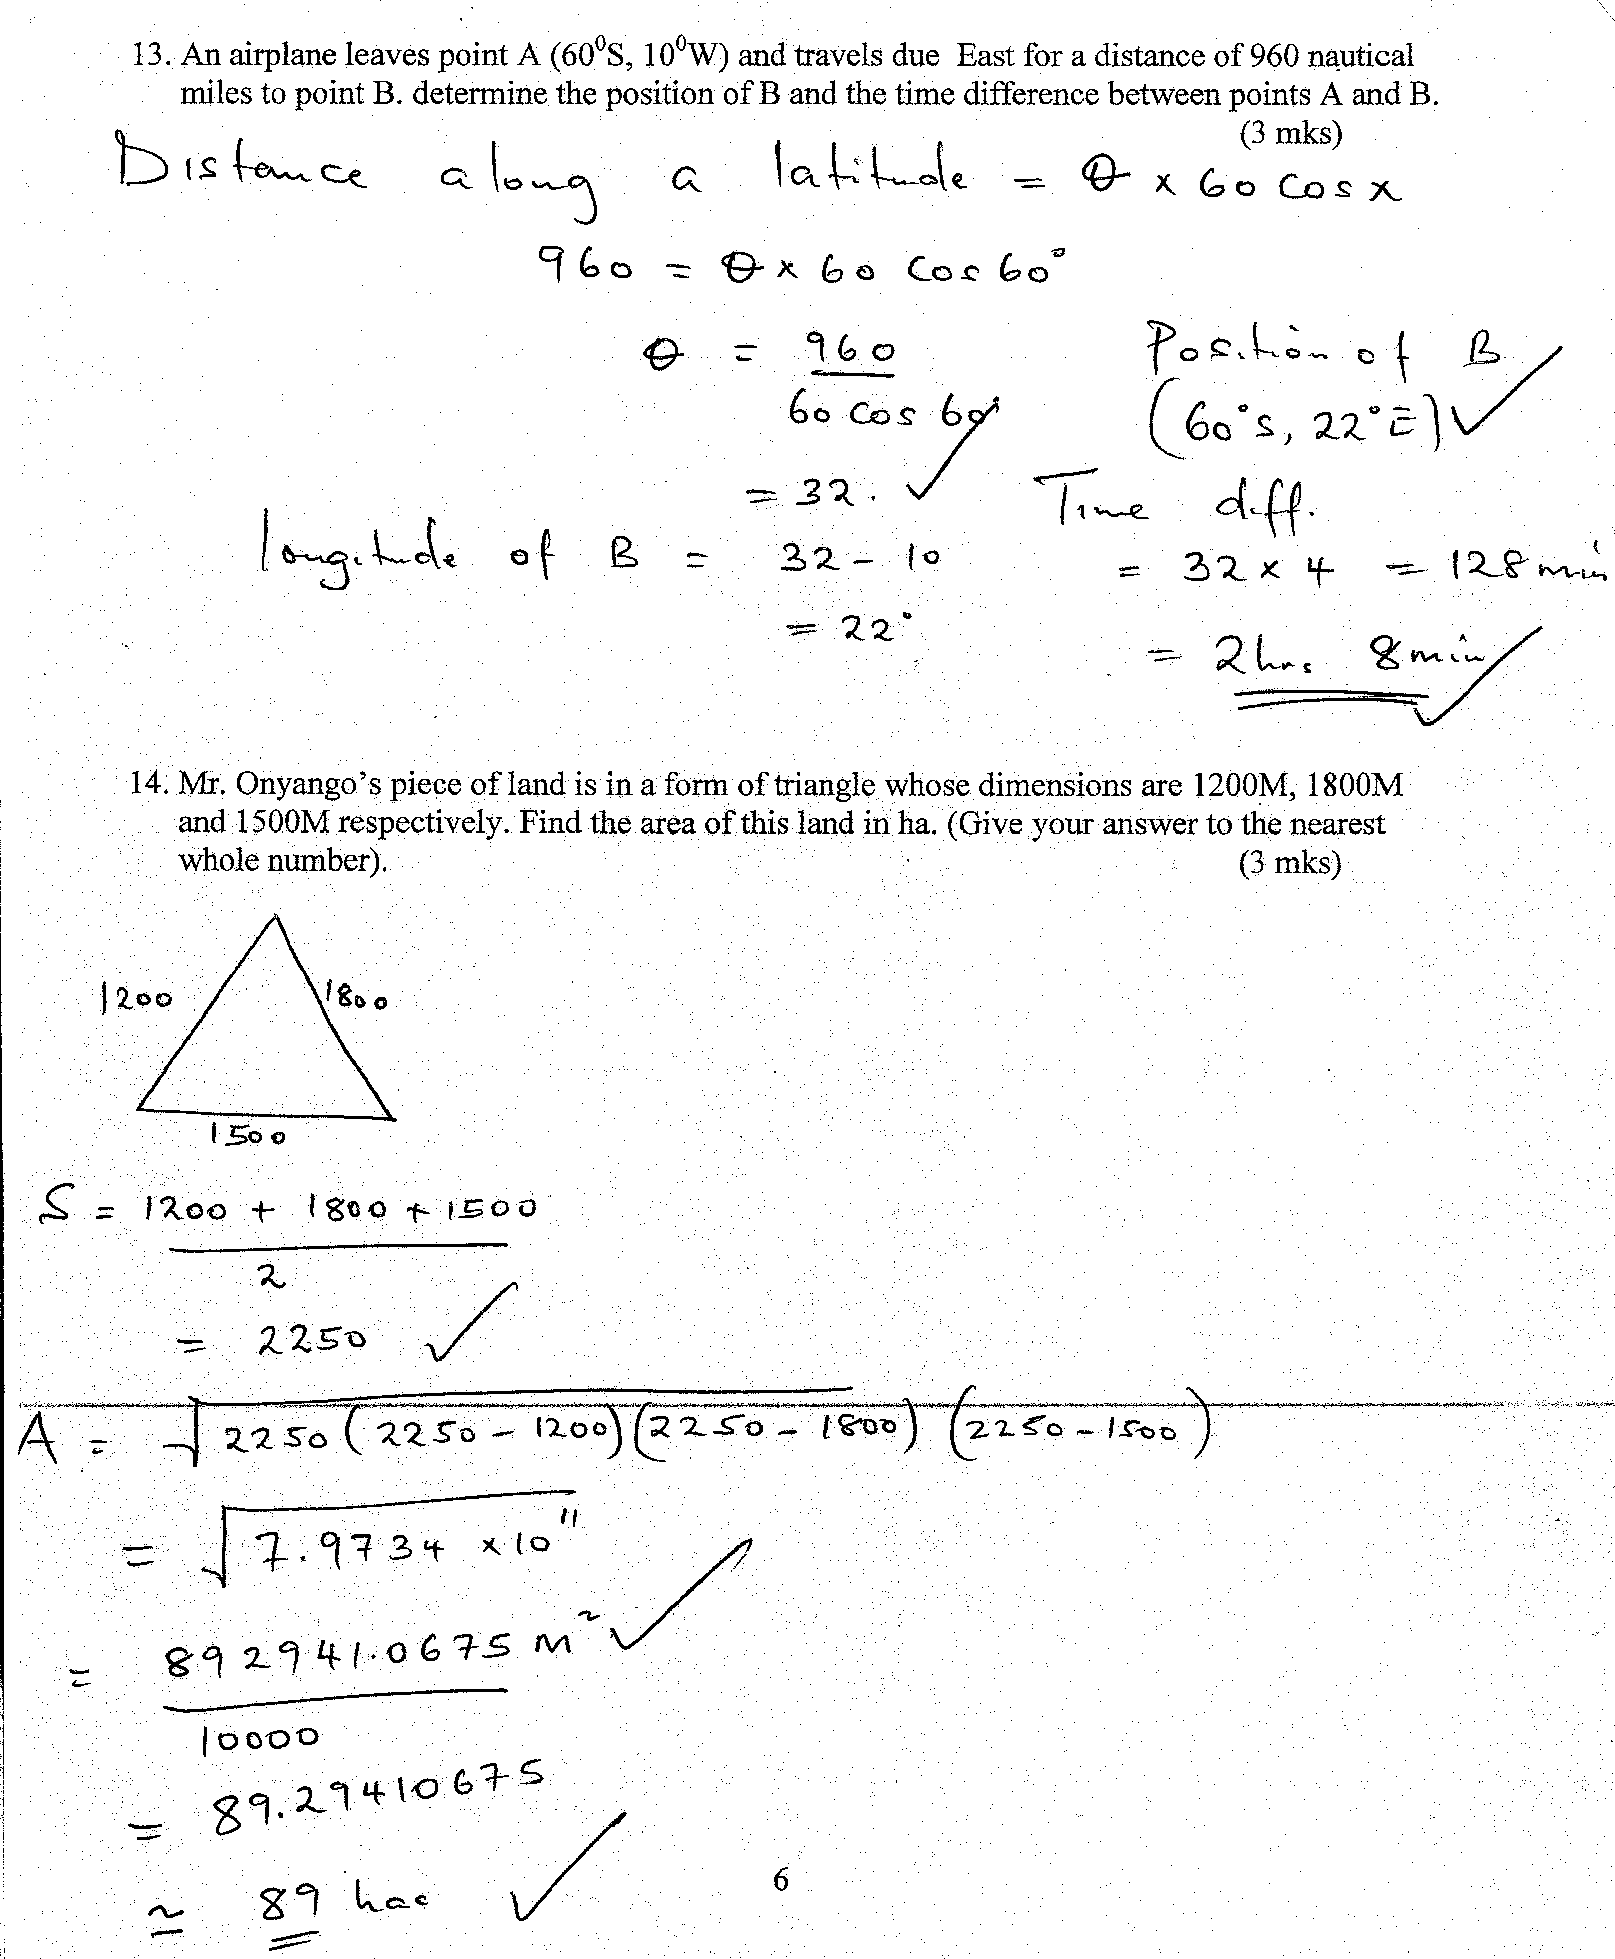 13. An airplane leaves point A (60⁰S, 10⁰W) and travels due East for a distance of 960 nautical
miles to point B. determine the position of B and the time difference between points A and B.
(3 mks)
Distance along a latitude = θ x 60 cos x
960 = θ x 60 cos 60°
θ = 960
60 cos 60°
= 32.
longitude of B = 32 - 10
= 22°
Position of B
(60°S, 22°E)
Time diff.
= 32 x 4 = 128 min
= 2hrs 8min
14. Mr. Onyango's piece of land is in a form of triangle whose dimensions are 1200M, 1800M
and 1500M respectively. Find the area of this land in ha. (Give your answer to the nearest
whole number).
(3 mks)
1200
1800
1500
S = 1200 + 1800 + 1500
2
= 2250
A = √2250(2250 - 1200)(2250 - 1800)(2250 - 1500)
= √7.9734 x 10¹¹
= 892941.0675 m²
10000
= 89.29410675
≃ 89 hac
6